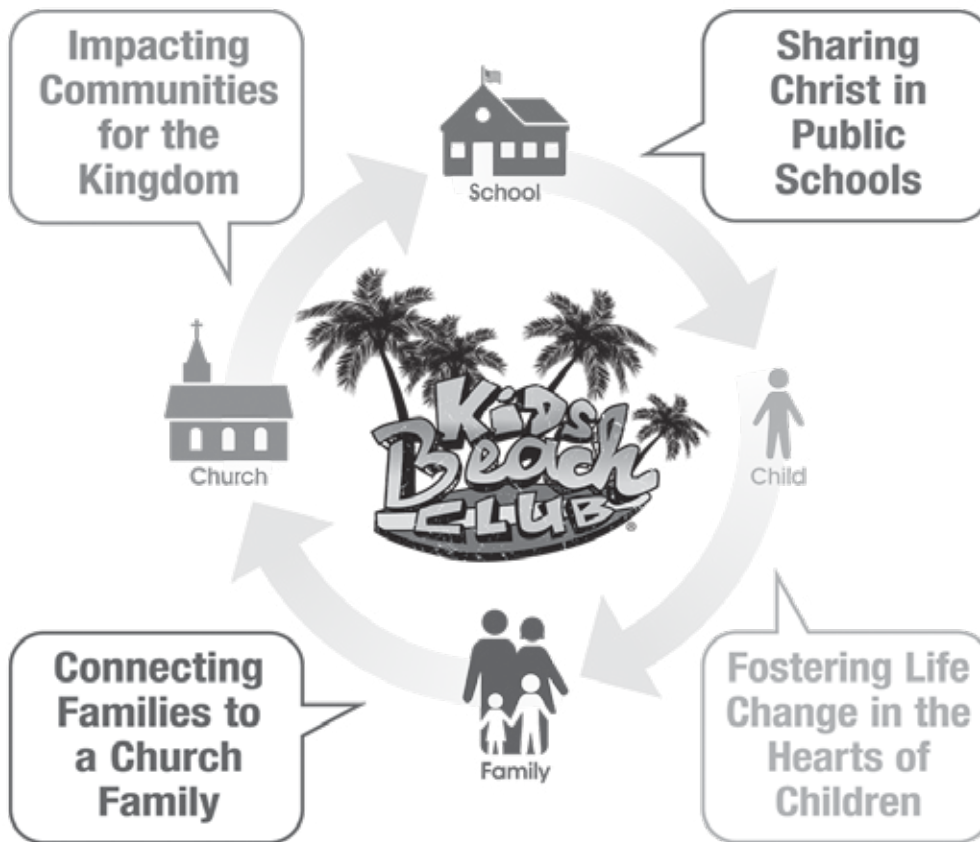 Impacting
Communities
for the
Kingdom
Sharing
Christ in
Public
Schools
School
Church
Kids
Beach
CLUB®
Child
Connecting
Families to
a Church
Family
Family
Fostering Life
Change in the
Hearts of
Children